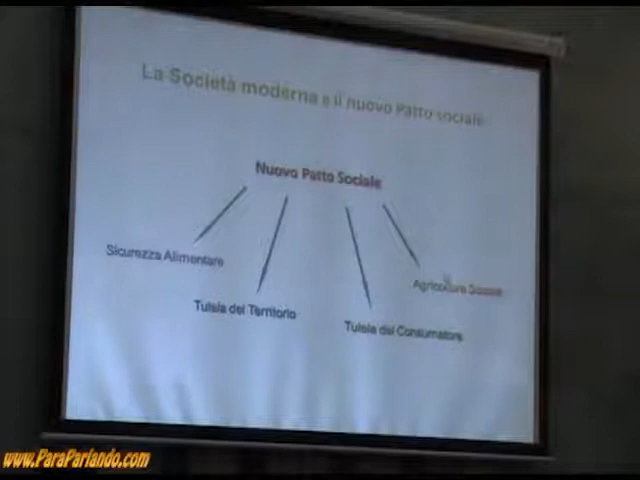 La Società moderna e il nuovo Patto sociale
Nuovo Patto Sociale
Sicurezza Alimentare
Agricoltura Sociale
Tutela del Territorio
Tutela del Consumatore
www.ParaParlando.com